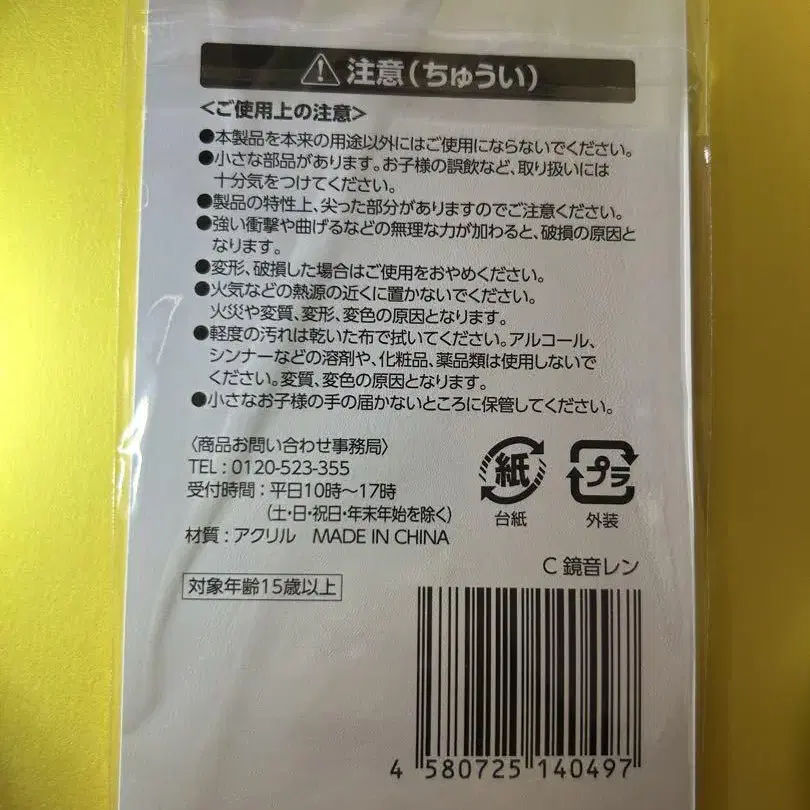 注意(ちゅうい)
<ご使用上の注意>
●本製品を本来の用途以外にはご使用にならないでください。
●小さな部品があります。お子様の誤飲など、取り扱いには
十分気をつけてください。
●製品の特性上、尖った部分がありますのでご注意ください。
●強い衝撃や曲げるなどの無理な力が加わると、破損の原因と
なります。
●変形、破損した場合はご使用をおやめください。
●火気などの熱源の近くに置かないでください。
火災や変質、変形、変色の原因となります。
●軽度の汚れは乾いた布で拭いてください。アルコール、
シンナーなどの溶剤や、化粧品、薬品類は使用しないで
ください。変質、変色の原因となります。
●小さなお子様の手の届かないところに保管してください。
〈商品お問い合わせ事務局〉
TEL : 0120-523-355
受付時間 : 平日10時〜17時
(土・日・祝日・年末年始を除く)
材質 : アクリル MADE IN CHINA
紙
台紙
プラ
外装
C 鏡音レン
対象年齢15歳以上
4 580725 140497